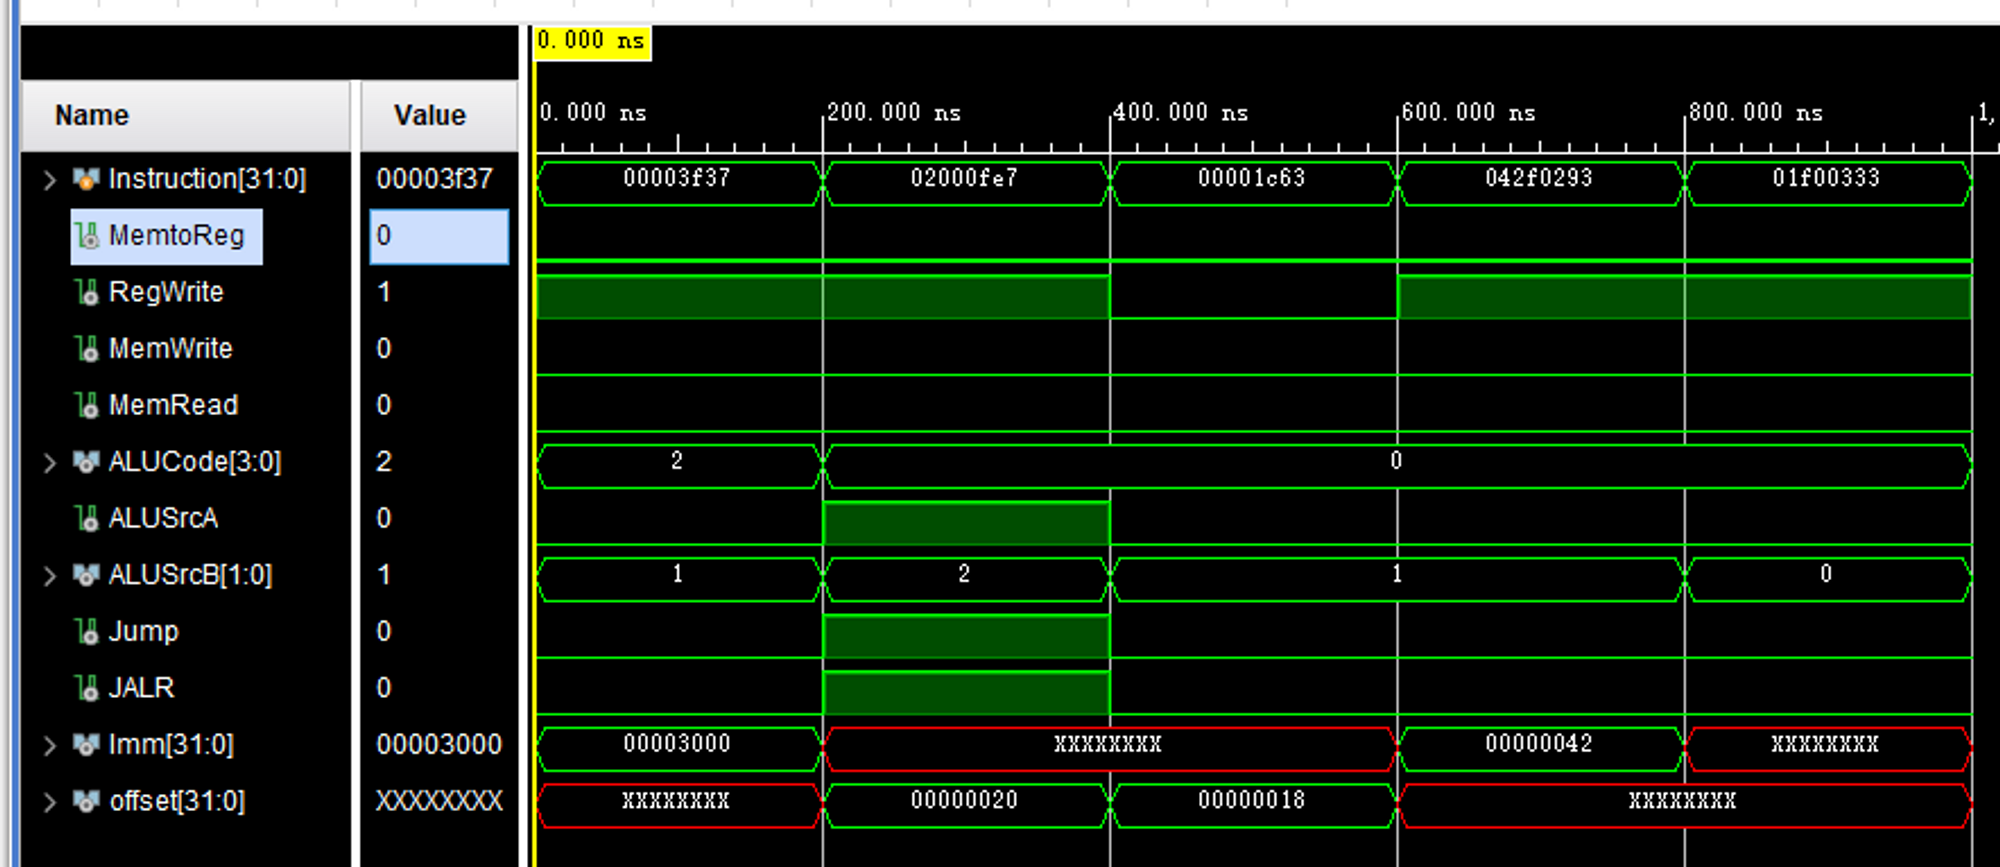 0.000 ns
Name Value 0.000 ns 200.000 ns 400.000 ns 600.000 ns 800.000 ns 1,
Instruction[31:0] 00003f37 00003f37 02000fe7 00001c63 042f0293 01f00333
MemtoReg 0
RegWrite 1
MemWrite 0
MemRead 0
ALUCode[3:0] 2 2 0
ALUSrcA 0
ALUSrcB[1:0] 1 1 2 1 0
Jump 0
JALR 0
Imm[31:0] 00003000 00003000 XXXXXXXX 00000042 XXXXXXXX
offset[31:0] XXXXXXXX XXXXXXXX 00000020 00000018 XXXXXXXX